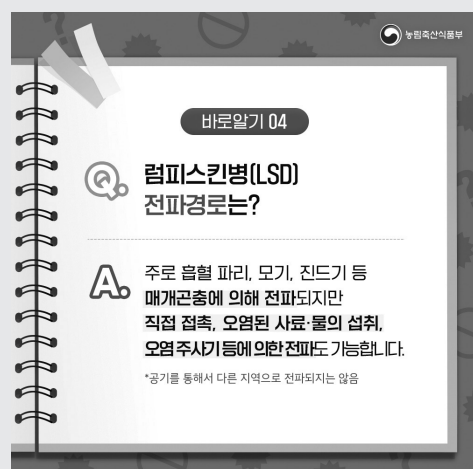 농림축산식품부
바로알기 04
Q.
럼피스킨병(LSD)
전파경로는?
A.
주로 흡혈 파리, 모기, 진드기 등
매개곤충에 의해 전파되지만
직접 접촉, 오염된 사료·물의 섭취,
오염 주사기 등에 의한 전파도 가능합니다.
*공기를 통해서 다른 지역으로 전파되지는 않음